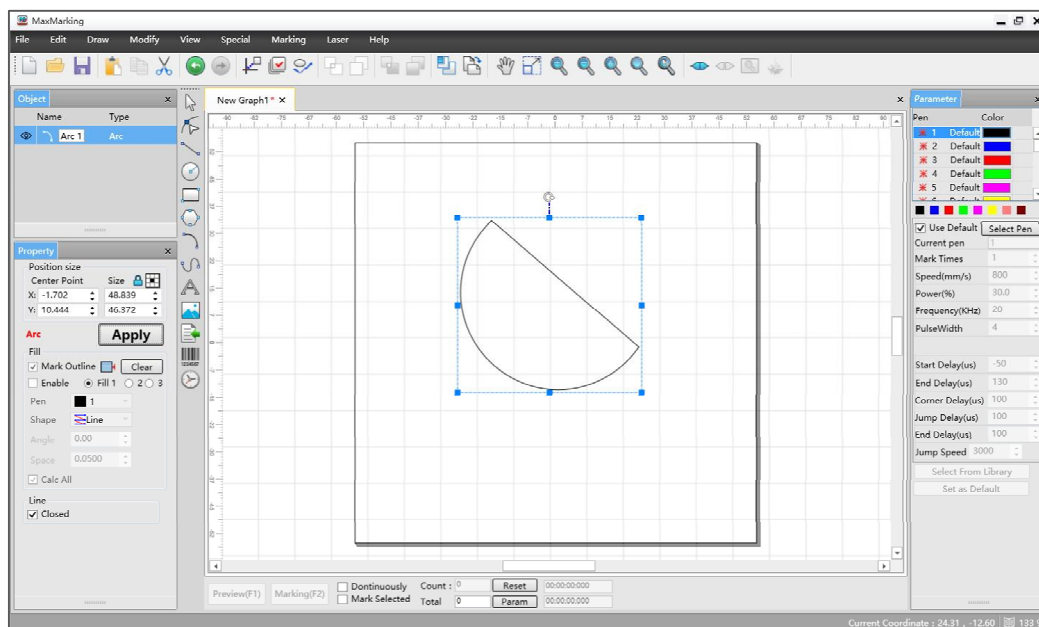 MaxMarking
File Edit Draw Modify View Special Marking Laser Help
Object
Name Type
Arc 1 Arc
Property
Position size
Center Point Size
X: -1.702 48.839
Y: 10.444 46.372
Arc Apply
Fill
Mark Outline Clear
Enable Fill 1 2 3
Pen 1
Shape Line
Angle 0.00
Space 0.0500
Calc All
Line
Closed
New Graph1*
Preview(F1) Marking(F2)
Dontinuously Count : 0 Reset 00:00:00:000
Mark Selected Total 0 Param 00:00:00:000
Parameter
Pen Color
1 Default
2 Default
3 Default
4 Default
5 Default
Use Default Select Pen
Current pen 1
Mark Times 1
Speed(mm/s) 800
Power(%) 30.0
Frequency(KHz) 20
PulseWidth 4
Start Delay(us) -50
End Delay(us) 130
Corner Delay(us) 100
Jump Delay(us) 100
End Delay(us) 100
Jump Speed 3000
Select From Library
Set as Default
Current Coordinate : 24.31 , -12.60 133 %